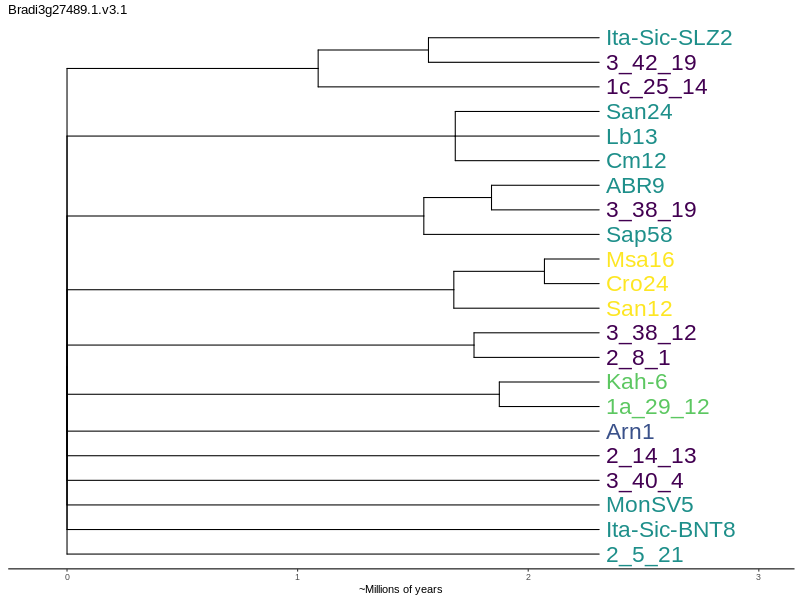 Bradi3g27489.1.v3.1
Ita-Sic-SLZ2
3_42_19
1c_25_14
San24
Lb13
Cm12
ABR9
3_38_19
Sap58
Msa16
Cro24
San12
3_38_12
2_8_1
Kah-6
1a_29_12
Arn1
2_14_13
3_40_4
MonSV5
Ita-Sic-BNT8
2_5_21
0 1 2 3
~Millions of years